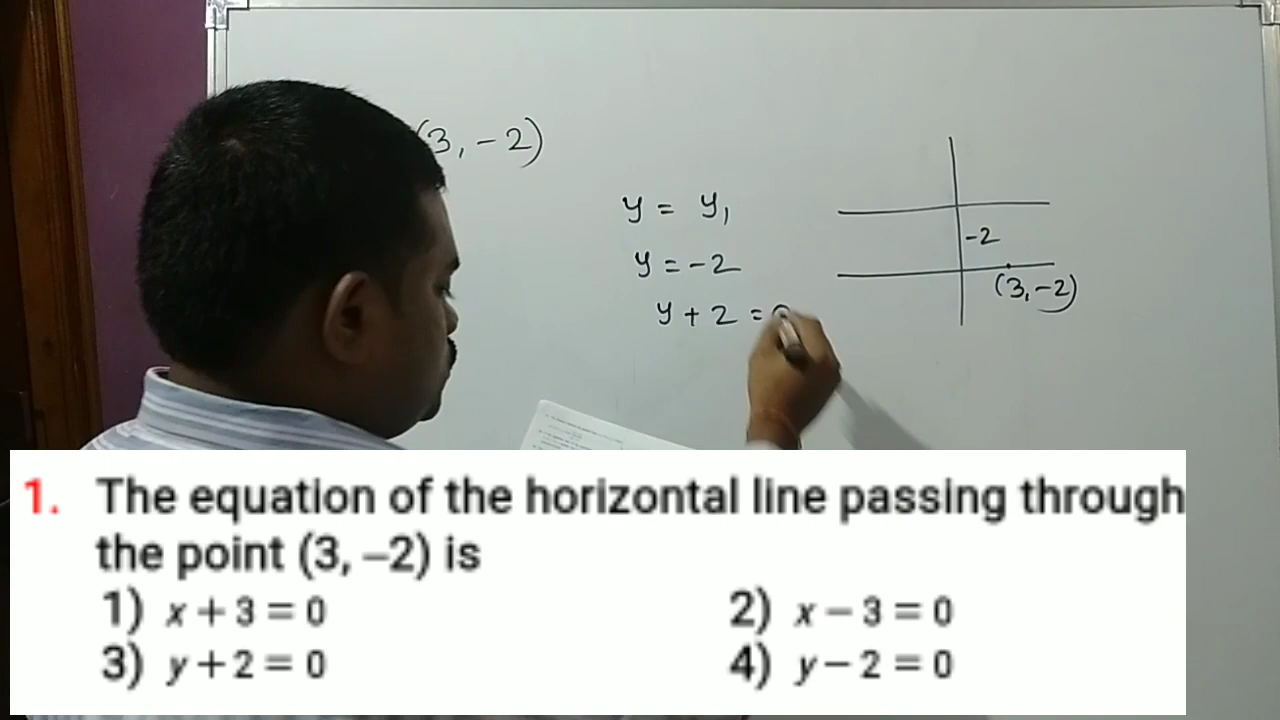 (3, -2)
y = y₁
y = -2
y + 2 = 0
-2
(3, -2)
1. The equation of the horizontal line passing through
the point (3, –2) is
1) x + 3 = 0 2) x – 3 = 0
3) y + 2 = 0 4) y – 2 = 0